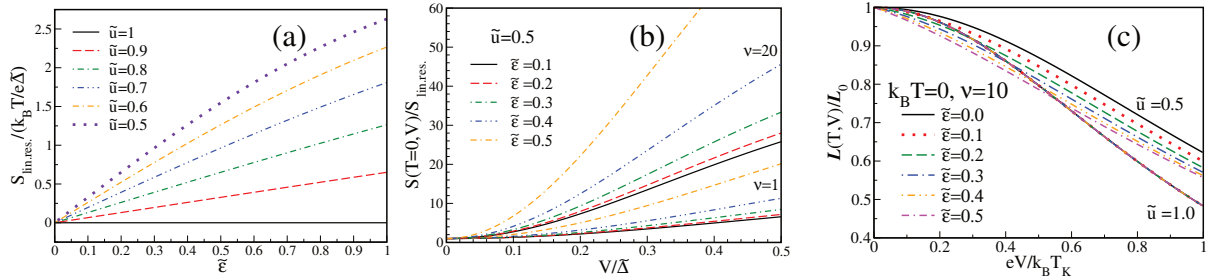 (a)
S_lin.res./(k_BT/eΔ̃)
2.5
2
1.5
1
0.5
0
ũ=1
ũ=0.9
ũ=0.8
ũ=0.7
ũ=0.6
ũ=0.5
0 0.1 0.2 0.3 0.4 0.5 0.6 0.7 0.8 0.9 1
ε̃
(b)
S(T=0,V)/S_lin.res.
60
50
40
30
20
10
0
ũ=0.5
ε̃ =0.1
ε̃ =0.2
ε̃ =0.3
ε̃ =0.4
ε̃ =0.5
ν=20
ν=1
0 0.1 0.2 0.3 0.4 0.5
V/Δ̃
(c)
L(T,V)/L_0
1
0.9
0.8
0.7
0.6
0.5
0.4
k_BT=0, ν=10
ε̃=0.0
ε̃=0.1
ε̃=0.2
ε̃=0.3
ε̃=0.4
ε̃=0.5
ũ =0.5
ũ =1.0
0 0.2 0.4 0.6 0.8 1
eV/k_BT_K